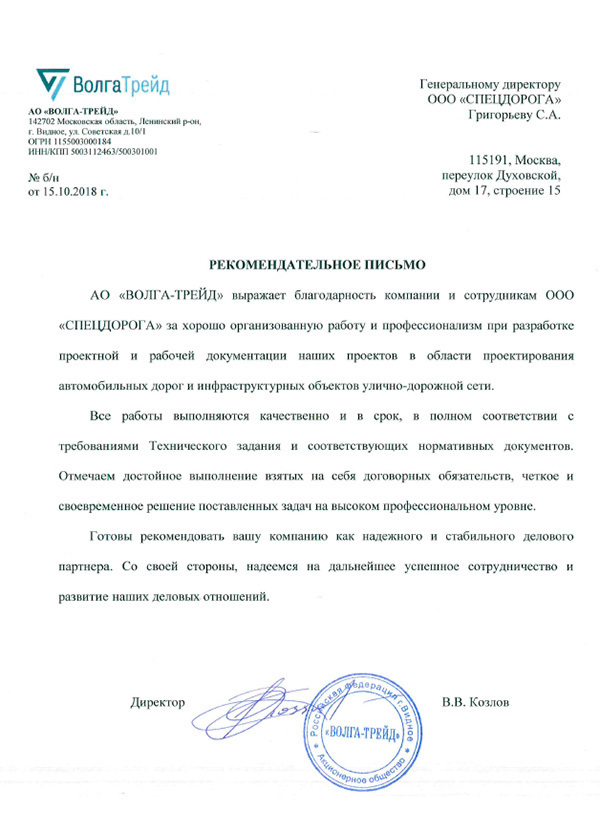 ВолгаТрейд
АО «ВОЛГА-ТРЕЙД»
142702 Московская область, Ленинский р-он,
г. Видное, ул. Советская д.10/1
ОГРН 1155003000184
ИНН/КПП 5003112463/500301001
№ б/н
от 15.10.2018 г.
Генеральному директору
ООО «СПЕЦДОРОГА»
Григорьеву С.А.
115191, Москва,
переулок Духовской,
дом 17, строение 15
РЕКОМЕНДАТЕЛЬНОЕ ПИСЬМО
АО «ВОЛГА-ТРЕЙД» выражает благодарность компании и сотрудникам ООО
«СПЕЦДОРОГА» за хорошо организованную работу и профессионализм при разработке
проектной и рабочей документации наших проектов в области проектирования
автомобильных дорог и инфраструктурных объектов улично-дорожной сети.
Все работы выполняются качественно и в срок, в полном соответствии с
требованиями Технического задания и соответствующих нормативных документов.
Отмечаем достойное выполнение взятых на себя договорных обязательств, четкое и
своевременное решение поставленных задач на высоком профессиональном уровне.
Готовы рекомендовать вашу компанию как надежного и стабильного делового
партнера. Со своей стороны, надеемся на дальнейшее успешное сотрудничество и
развитие наших деловых отношений.
Директор
В.В. Козлов
Российская Федерация г.Видное
«ВОЛГА-ТРЕЙД»
Акционерное общество